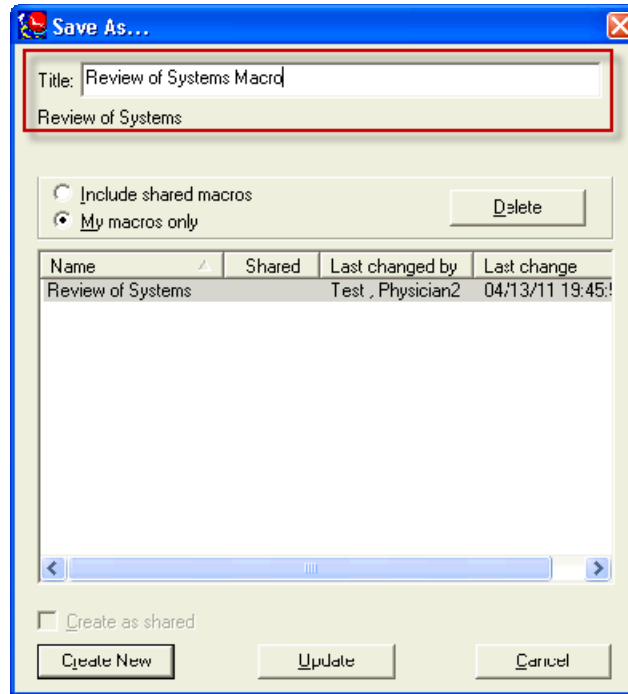 Save As...
Title: Review of Systems Macro
Review of Systems
Include shared macros
My macros only
Delete
Name Shared Last changed by Last change
Review of Systems Test , Physician2 04/13/11 19:45:5
Create as shared
Create New Update Cancel